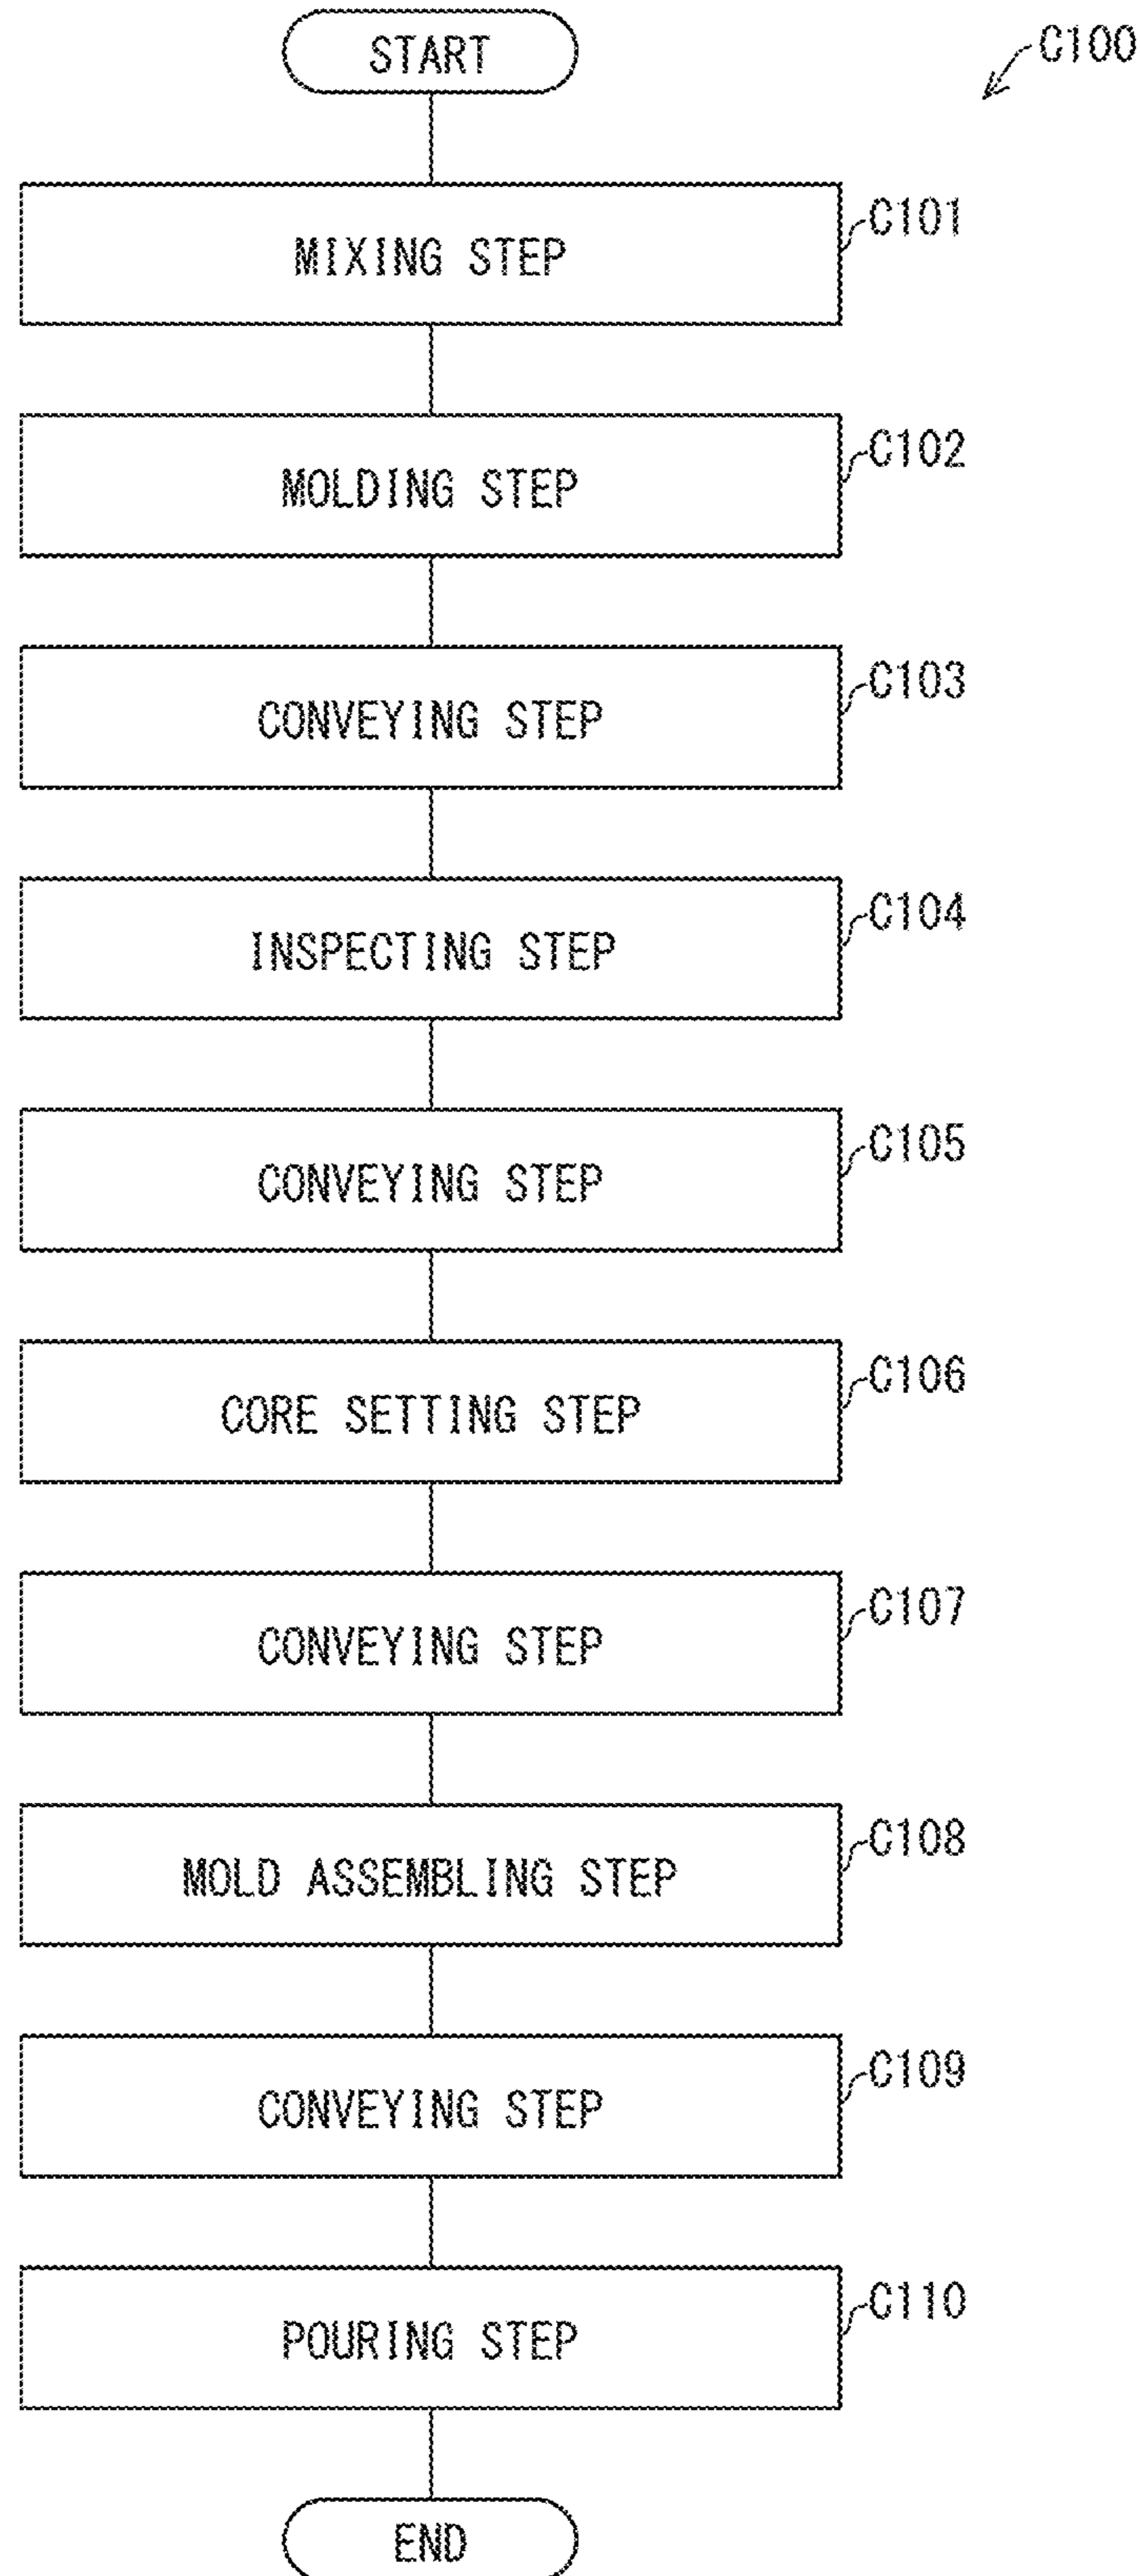 START
C100
C101
MIXING STEP
C102
MOLDING STEP
C103
CONVEYING STEP
C104
INSPECTING STEP
C105
CONVEYING STEP
C106
CORE SETTING STEP
C107
CONVEYING STEP
C108
MOLD ASSEMBLING STEP
C109
CONVEYING STEP
C110
POURING STEP
END